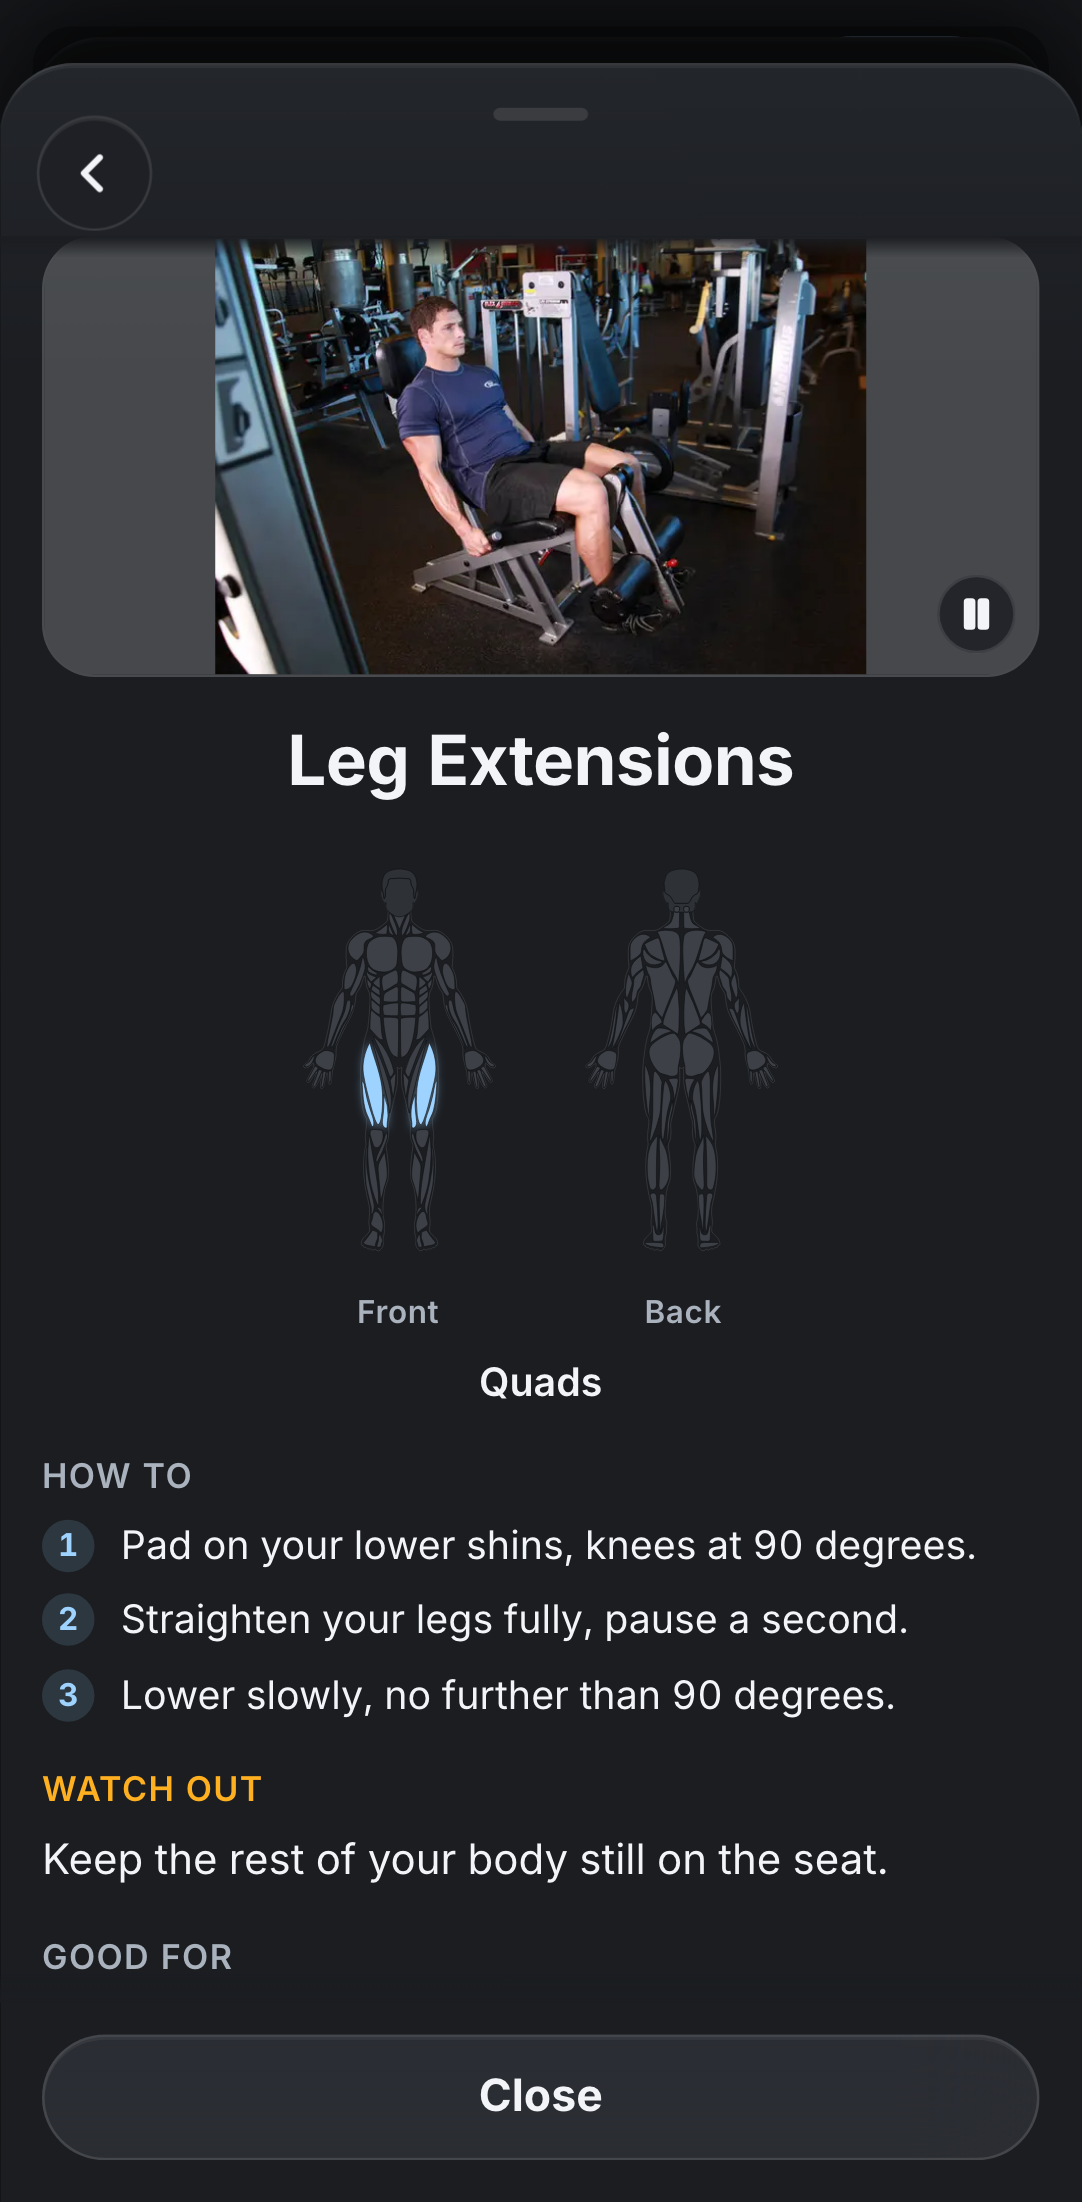 Leg Extensions
Front
Back
Quads
HOW TO
1 Pad on your lower shins, knees at 90 degrees.
2 Straighten your legs fully, pause a second.
3 Lower slowly, no further than 90 degrees.
WATCH OUT
Keep the rest of your body still on the seat.
GOOD FOR
Close